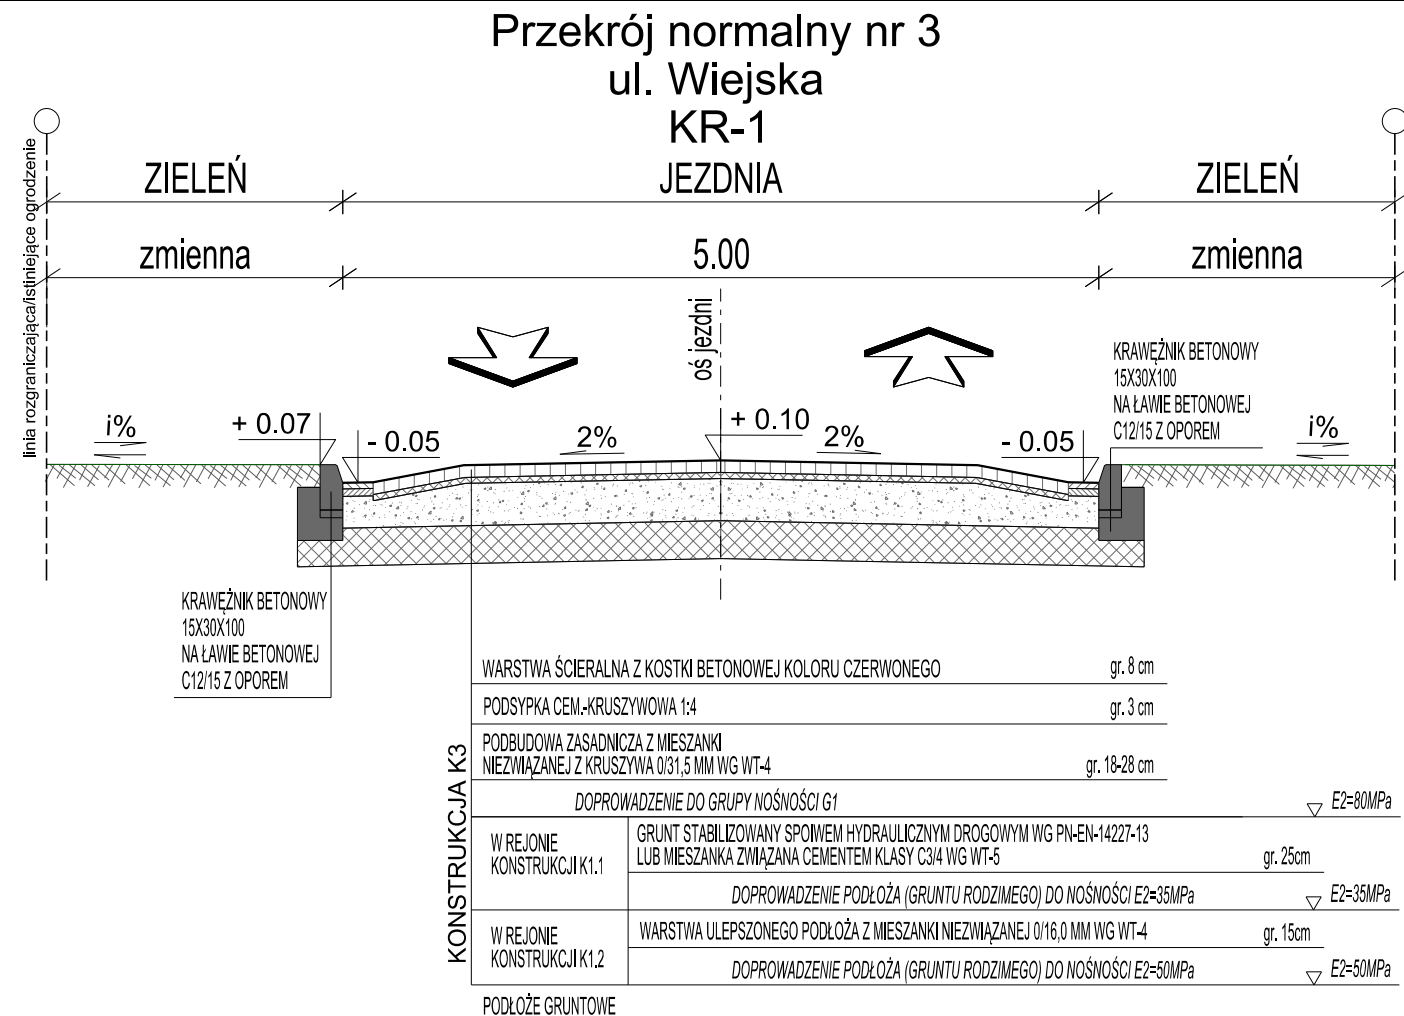 Przekrój normalny nr 3
ul. Wiejska
KR-1
linia rozgraniczająca/istiniejące ogrodzenie
ZIELEŃ
JEZDNIA
ZIELEŃ
zmienna
5.00
zmienna
oś jezdni
KRAWĘŻNIK BETONOWY
15X30X100
NA ŁAWIE BETONOWEJ
C12/15 Z OPOREM
i%
+ 0.07
- 0.05
2%
+ 0.10
2%
- 0.05
i%
KRAWĘŻNIK BETONOWY
15X30X100
NA ŁAWIE BETONOWEJ
C12/15 Z OPOREM
KONSTRUKCJA K3
WARSTWA ŚCIERALNA Z KOSTKI BETONOWEJ KOLORU CZERWONEGO gr. 8 cm
PODSYPKA CEM.-KRUSZYWOWA 1:4 gr. 3 cm
PODBUDOWA ZASADNICZA Z MIESZANKI
NIEZWIĄZANEJ Z KRUSZYWA 0/31,5 MM WG WT-4 gr. 18-28 cm
DOPROWADZENIE DO GRUPY NOŚNOŚCI G1 E2=80MPa
W REJONIE
KONSTRUKCJI K1.1
GRUNT STABILIZOWANY SPOIWEM HYDRAULICZNYM DROGOWYM WG PN-EN-14227-13
LUB MIESZANKA ZWIĄZANA CEMENTEM KLASY C3/4 WG WT-5 gr. 25cm
DOPROWADZENIE PODŁOŻA (GRUNTU RODZIMEGO) DO NOŚNOŚCI E2=35MPa E2=35MPa
W REJONIE
KONSTRUKCJI K1.2
WARSTWA ULEPSZONEGO PODŁOŻA Z MIESZANKI NIEZWIĄZANEJ 0/16,0 MM WG WT-4 gr. 15cm
DOPROWADZENIE PODŁOŻA (GRUNTU RODZIMEGO) DO NOŚNOŚCI E2=50MPa E2=50MPa
PODŁOŻE GRUNTOWE